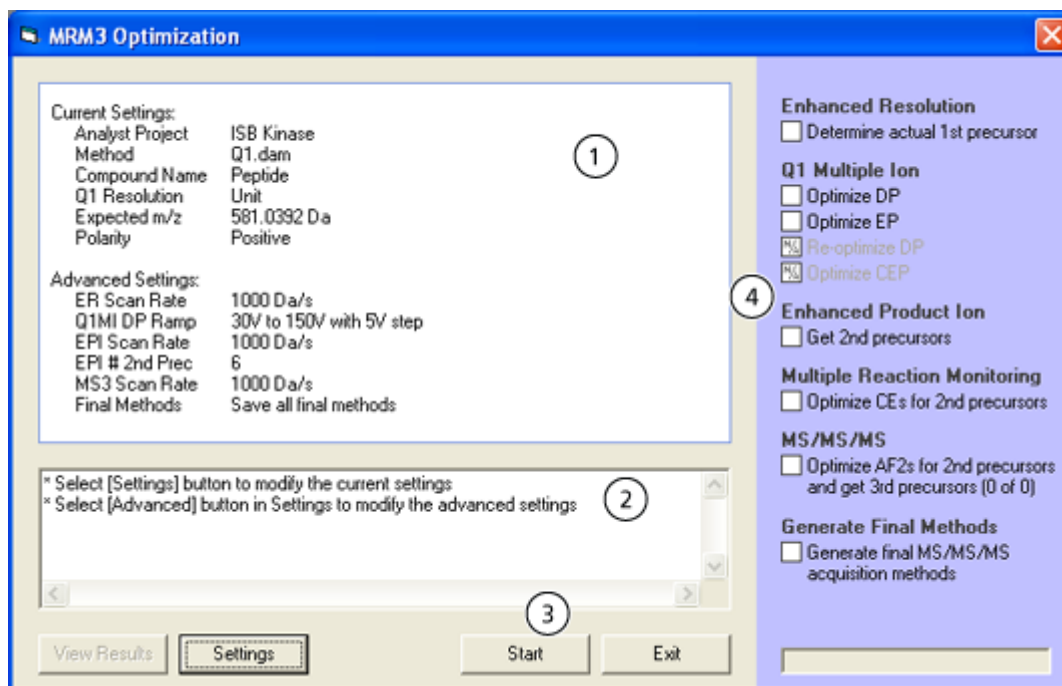 MRM3 Optimization
Current Settings:
Analyst Project ISB Kinase
Method Q1.dam
Compound Name Peptide
Q1 Resolution Unit
Expected m/z 581.0392 Da
Polarity Positive
Advanced Settings:
ER Scan Rate 1000 Da/s
Q1MI DP Ramp 30V to 150V with 5V step
EPI Scan Rate 1000 Da/s
EPI # 2nd Prec 6
MS3 Scan Rate 1000 Da/s
Final Methods Save all final methods
1
* Select [Settings] button to modify the current settings
* Select [Advanced] button in Settings to modify the advanced settings
2
3
View Results
Settings
Start
Exit
4
Enhanced Resolution
Determine actual 1st precursor
Q1 Multiple Ion
Optimize DP
Optimize EP
N/A Re-optimize DP
N/A Optimize CEP
Enhanced Product Ion
Get 2nd precursors
Multiple Reaction Monitoring
Optimize CEs for 2nd precursors
MS/MS/MS
Optimize AF2s for 2nd precursors
and get 3rd precursors (0 of 0)
Generate Final Methods
Generate final MS/MS/MS
acquisition methods